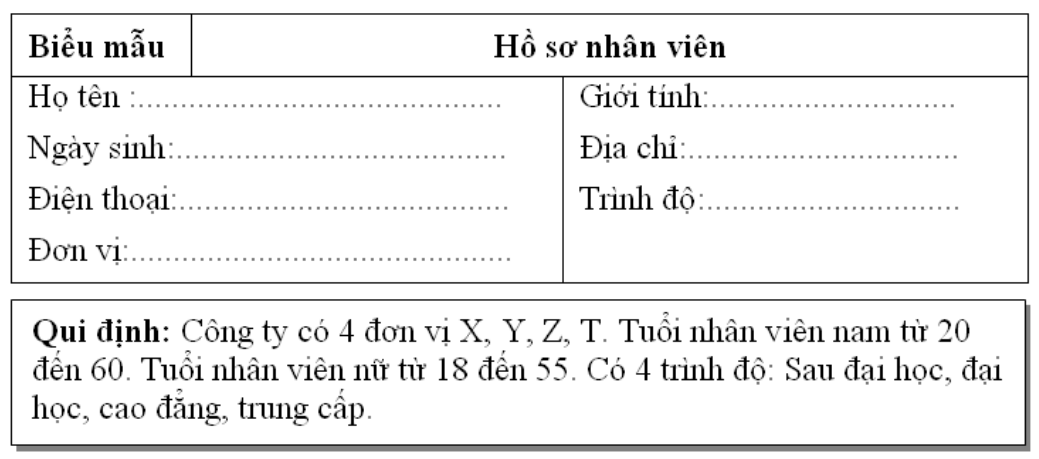 Biểu mẫu
Hồ sơ nhân viên
Họ tên :...........................................
Giới tính:.............................
Ngày sinh:.......................................
Địa chỉ:................................
Điện thoại:.......................................
Trình độ:..............................
Đơn vị:.............................................
Qui định: Công ty có 4 đơn vị X, Y, Z, T. Tuổi nhân viên nam từ 20
đến 60. Tuổi nhân viên nữ từ 18 đến 55. Có 4 trình độ: Sau đại học, đại
học, cao đẳng, trung cấp.